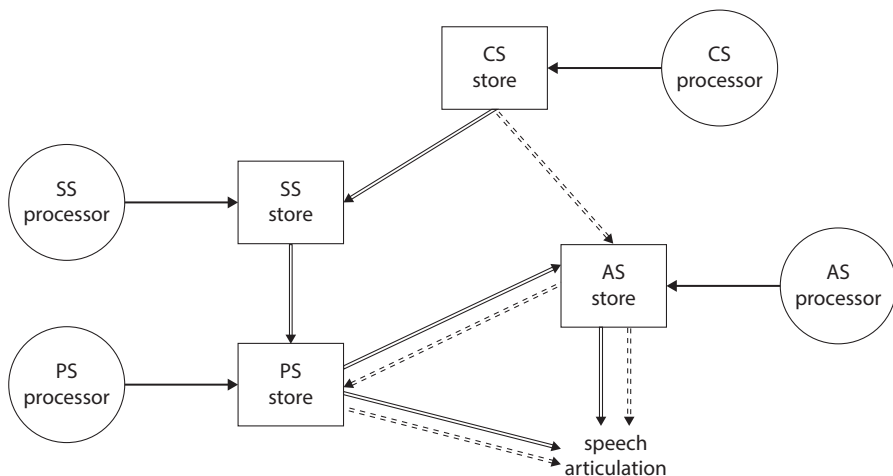 CS
store
CS
processor
SS
processor
SS
store
AS
store
AS
processor
PS
processor
PS
store
speech
articulation